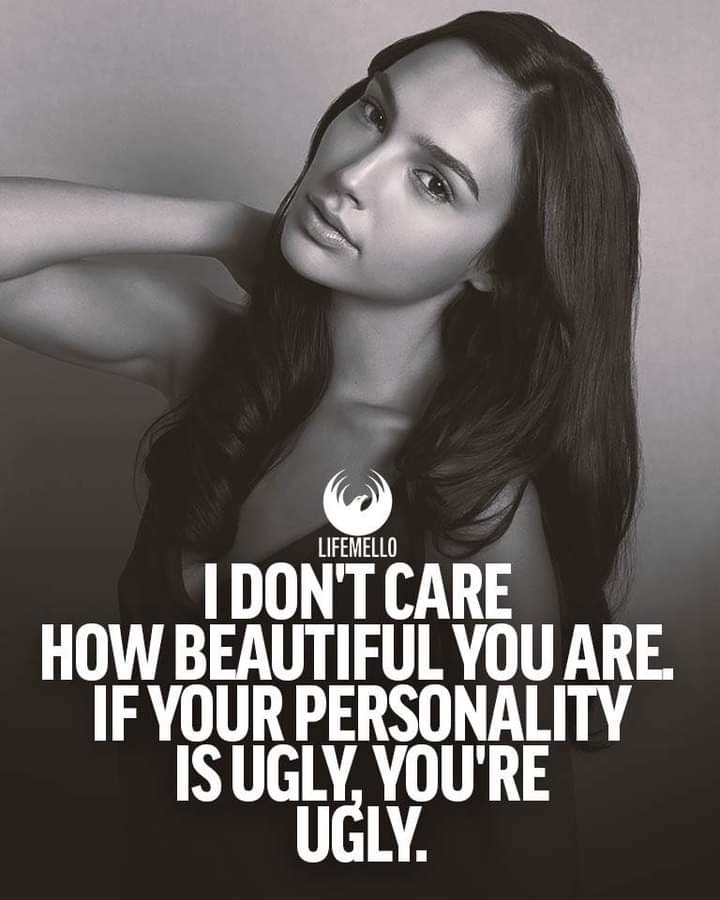 LIFEMELLO
I DON'T CARE
HOW BEAUTIFUL YOU ARE.
IF YOUR PERSONALITY
IS UGLY, YOU'RE
UGLY.